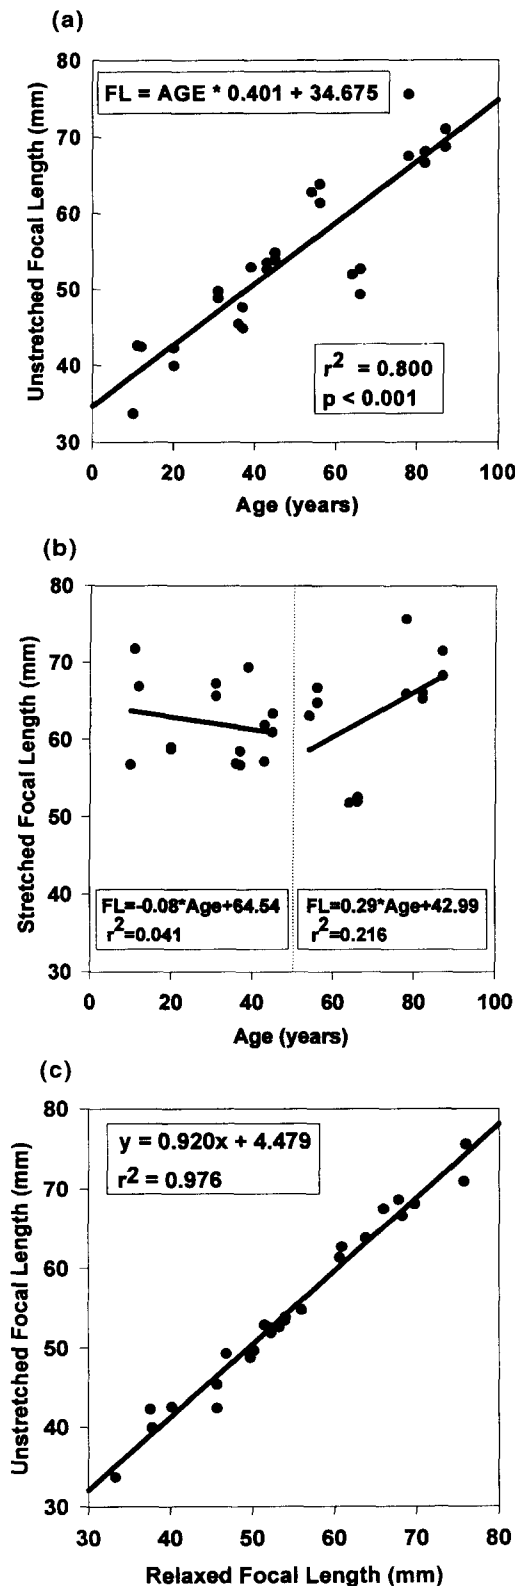 (a)
80
70
60
50
40
30
Unstretched Focal Length (mm)
FL = AGE * 0.401 + 34.675
r² = 0.800
p < 0.001
0 20 40 60 80 100
Age (years)
(b)
80
70
60
50
40
30
Stretched Focal Length (mm)
FL=-0.08*Age+64.54
r²=0.041
FL=0.29*Age+42.99
r²=0.216
0 20 40 60 80 100
Age (years)
(c)
80
70
60
50
40
30
Unstretched Focal Length (mm)
y = 0.920x + 4.479
r² = 0.976
30 40 50 60 70 80
Relaxed Focal Length (mm)